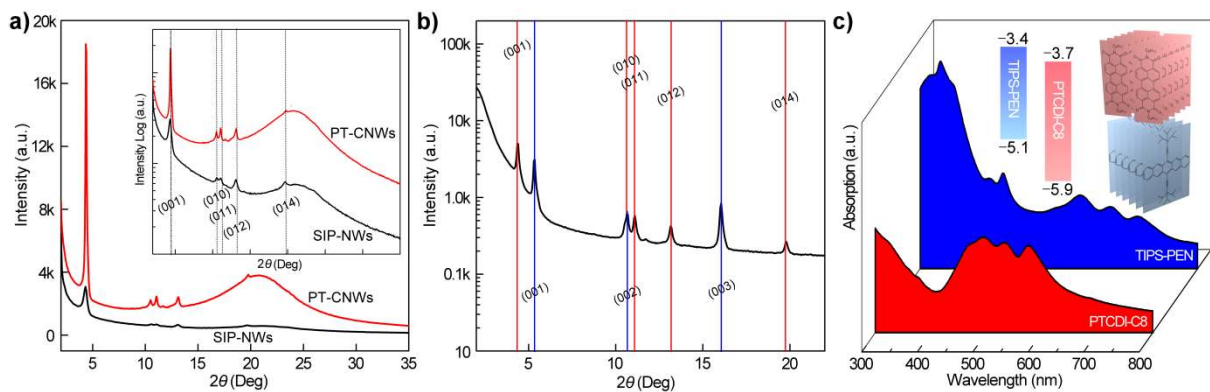 a)
20k
16k
12k
8k
4k
0
Intensity (a.u.)
5 10 15 20 25 30 35
2θ (Deg)
PT-CNWs
SIP-NWs
Intensity Log (a.u.)
2θ (Deg)
PT-CNWs
SIP-NWs
(001)
(010)
(011)
(012)
(014)
b)
100k
10k
1.0k
0.1k
10
Intensity (a.u.)
5 10 15 20
2θ (Deg)
(001)
(010)
(011)
(012)
(014)
(001)
(002)
(003)
c)
Absorption (a.u.)
300 400 500 600 700 800
Wavelength (nm)
−3.4
TIPS-PEN
−5.1
−3.7
PTCDI-C8
−5.9
TIPS-PEN
PTCDI-C8